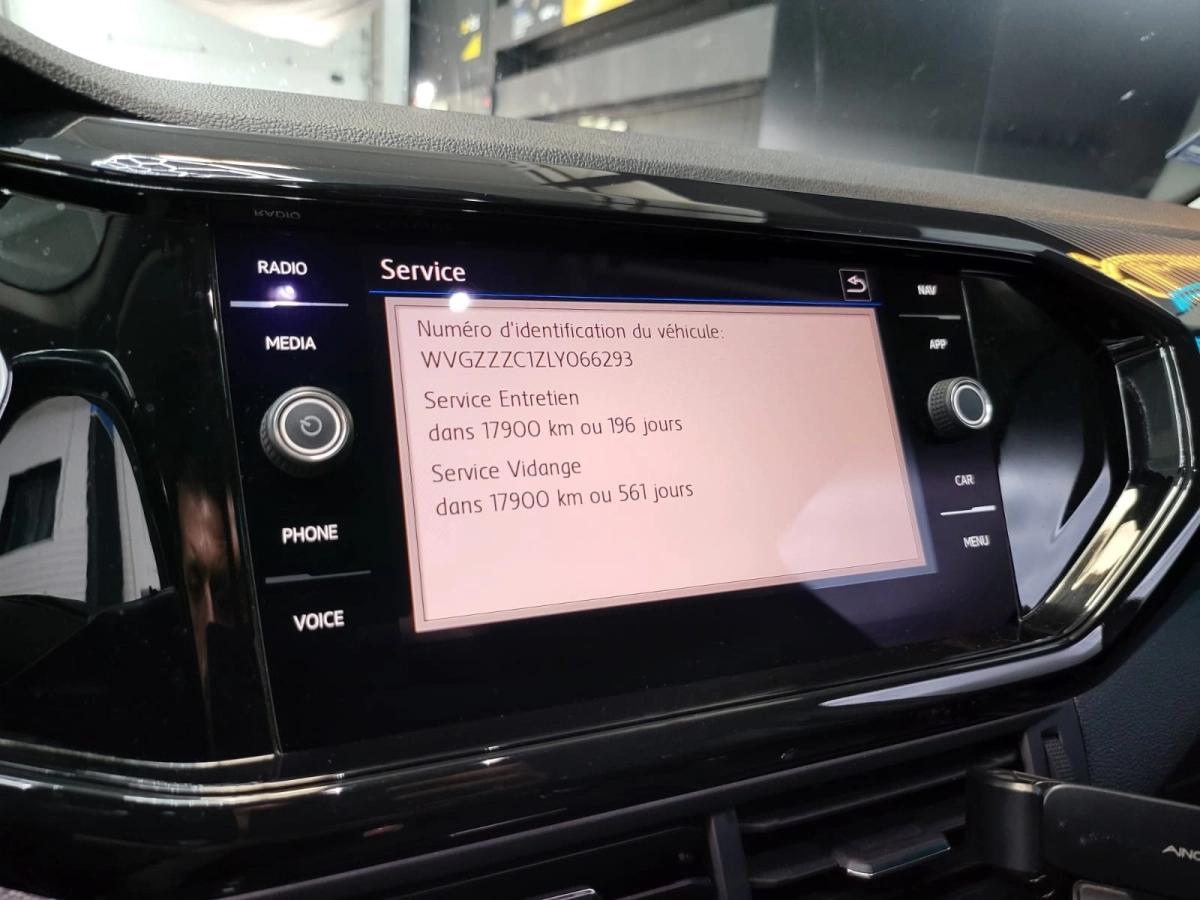 RADIO
MEDIA
PHONE
VOICE
Service
Numéro d'identification du véhicule:
WVGZZZC1ZLY066293
Service Entretien
dans 17900 km ou 196 jours
Service Vidange
dans 17900 km ou 561 jours
NAV
APP
CAR
MENU